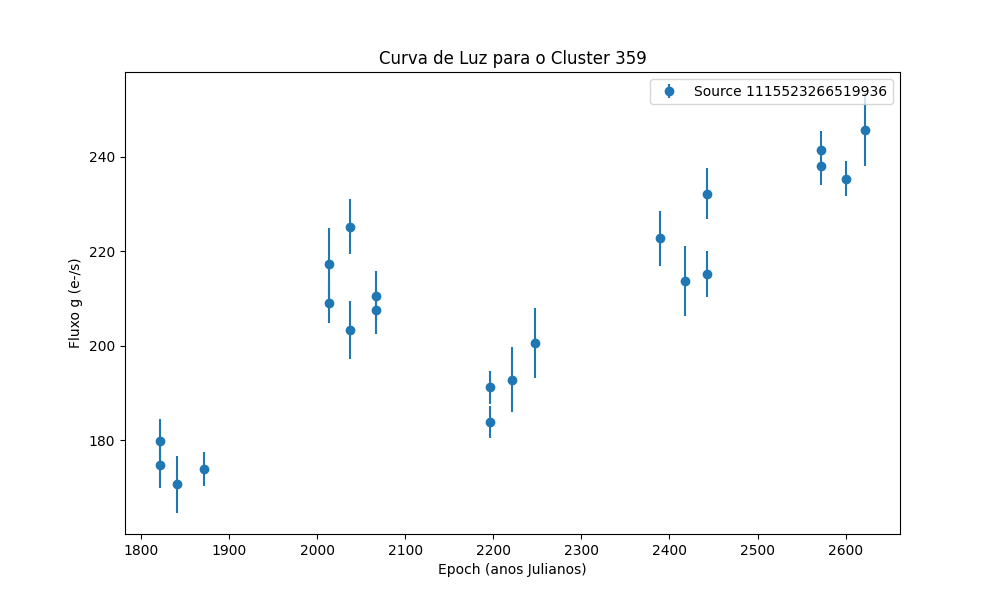 Curva de Luz para o Cluster 359
Source 1115523266519936
Fluxo g (e-/s)
240
220
200
180
1800 1900 2000 2100 2200 2300 2400 2500 2600
Epoch (anos Julianos)